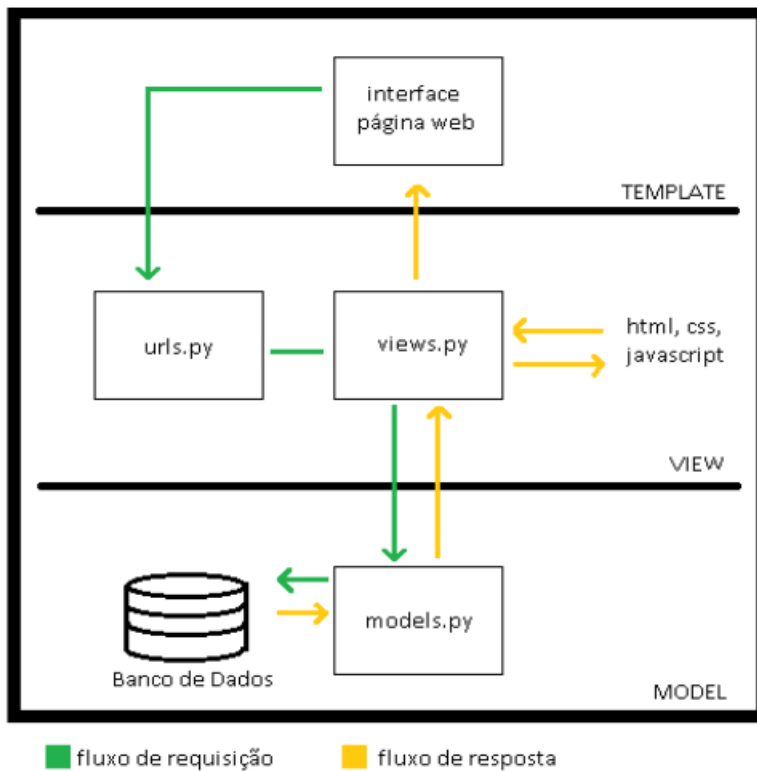 interface
página web
TEMPLATE
urls.py
views.py
html, css,
javascript
VIEW
models.py
Banco de Dados
MODEL
fluxo de requisição
fluxo de resposta